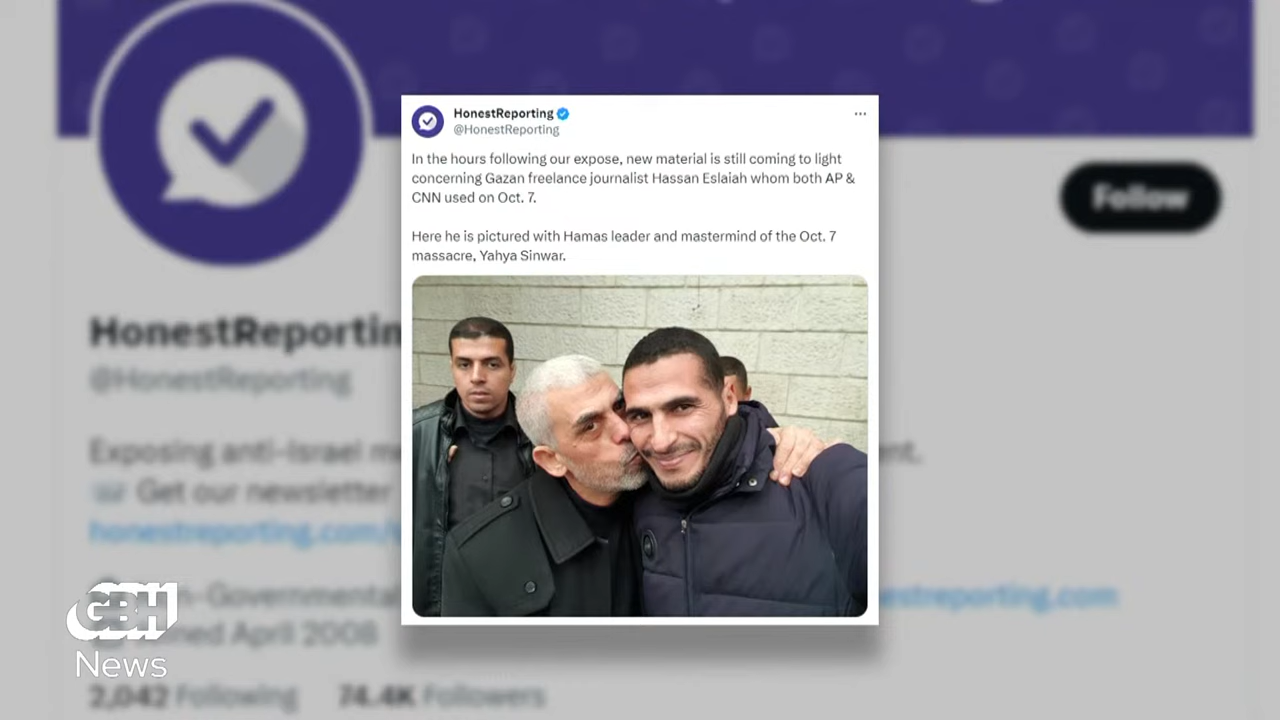 HonestReporting
@HonestReporting
In the hours following our expose, new material is still coming to light
concerning Gazan freelance journalist Hassan Eslaiah whom both AP &
CNN used on Oct. 7.
Here he is pictured with Hamas leader and mastermind of the Oct. 7
massacre, Yahya Sinwar.
Follow
HonestReportin
@HonestReporting
Exposing anti-Israel m
Get our newsletter
honestreporting.com/
n-Governmental
estreporting.com
ned April 2008
2,042 Following 74.4K Followers
GBH
News